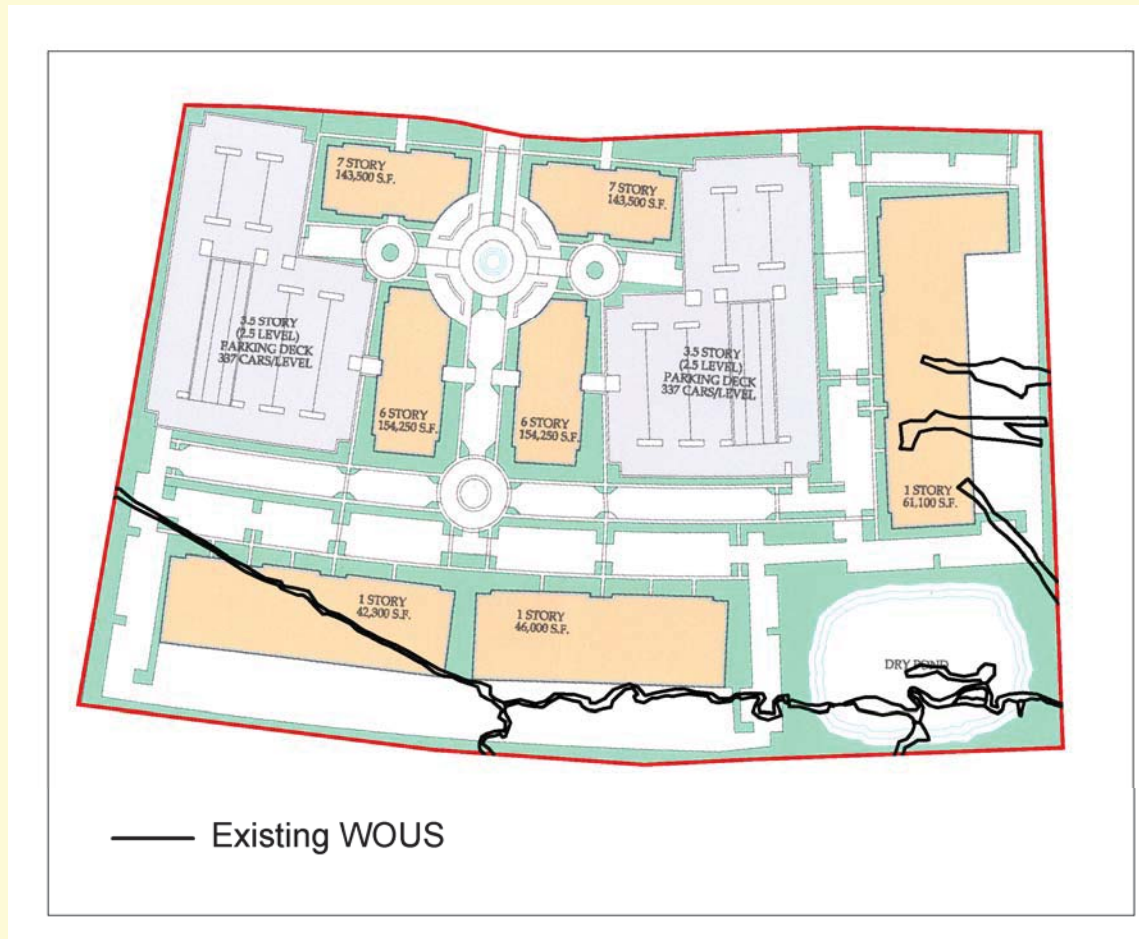 7 STORY
143,500 S.F.
7 STORY
143,500 S.F.
3.5 STORY
(2.5 LEVEL)
PARKING DECK
337 CARS/LEVEL
3.5 STORY
(2.5 LEVEL)
PARKING DECK
337 CARS/LEVEL
6 STORY
154,250 S.F.
6 STORY
154,250 S.F.
1 STORY
61,100 S.F.
1 STORY
42,300 S.F.
1 STORY
46,000 S.F.
DRY POND
Existing WOUS